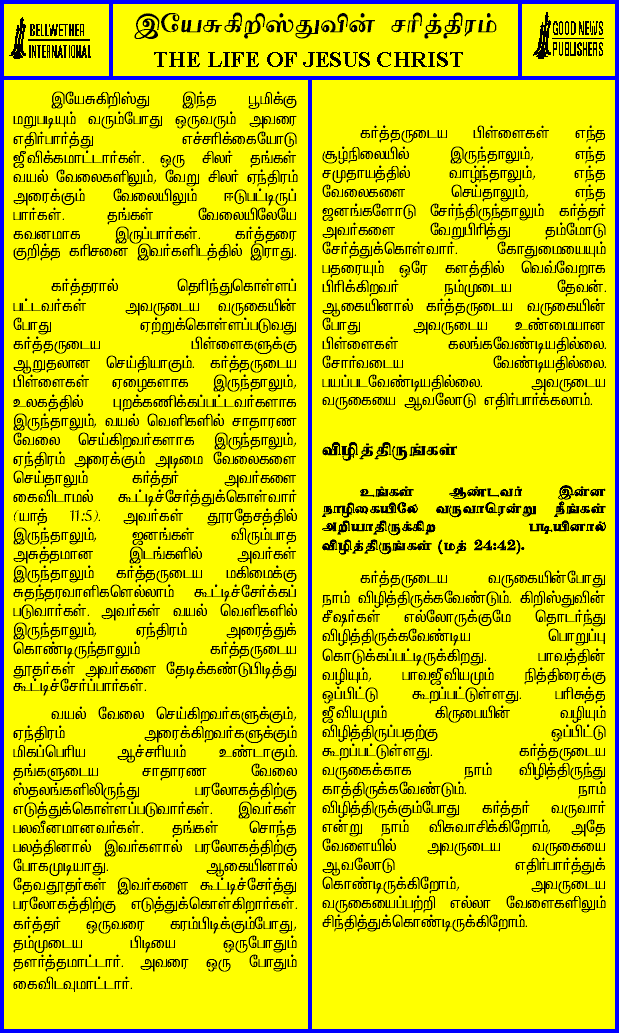 BELLWETHER
INTERNATIONAL
இயேசுகிறிஸ்துவின் சரித்திரம்
THE LIFE OF JESUS CHRIST
GOOD NEWS
PUBLISHERS
இயேசுகிறிஸ்து இந்த பூமிக்கு
மறுபடியும் வரும்போது ஒருவரும் அவரை
எதிர்பார்த்து எச்சரிக்கையோடு
ஜீவிக்கமாட்டார்கள். ஒரு சிலர் தங்கள்
வயல் வேலைகளிலும், வேறு சிலர் ஏந்திரம்
அரைக்கும் வேலையிலும் ஈடுபட்டிருப்
பார்கள். தங்கள் வேலையிலேயே
கவனமாக இருப்பார்கள். கர்த்தரை
குறித்த கரிசனை இவர்களிடத்தில் இராது.
கர்த்தரால் தெரிந்துகொள்ளப்
பட்டவர்கள் அவருடைய வருகையின்
போது ஏற்றுக்கொள்ளப்படுவது
கர்த்தருடைய பிள்ளைகளுக்கு
ஆறுதலான செய்தியாகும். கர்த்தருடைய
பிள்ளைகள் ஏழைகளாக இருந்தாலும்,
உலகத்தில் புறக்கணிக்கப்பட்டவர்களாக
இருந்தாலும், வயல் வெளிகளில் சாதாரண
வேலை செய்கிறவர்களாக இருந்தாலும்,
ஏந்திரம் அரைக்கும் அடிமை வேலைகளை
செய்தாலும் கர்த்தர் அவர்களை
கைவிடாமல் கூட்டிச்சேர்த்துக்கொள்வார்
(யாத் 11:5). அவர்கள் தூரதேசத்தில்
இருந்தாலும், ஜனங்கள் விரும்பாத
அசுத்தமான இடங்களில் அவர்கள்
இருந்தாலும் கர்த்தருடைய மகிமைக்கு
சுதந்தரவாளிகளெல்லாம் கூட்டிச்சேர்க்கப்
படுவார்கள். அவர்கள் வயல் வெளிகளில்
இருந்தாலும், ஏந்திரம் அரைத்துக்
கொண்டிருந்தாலும் கர்த்தருடைய
தூதர்கள் அவர்களை தேடிக்கண்டுபிடித்து
கூட்டிச்சேர்ப்பார்கள்.
வயல் வேலை செய்கிறவர்களுக்கும்,
ஏந்திரம் அரைக்கிறவர்களுக்கும்
மிகப்பெரிய ஆச்சரியம் உண்டாகும்.
தங்களுடைய சாதாரண வேலை
ஸ்தலங்களிலிருந்து பரலோகத்திற்கு
எடுத்துக்கொள்ளப்படுவார்கள். இவர்கள்
பலவீனமானவர்கள். தங்கள் சொந்த
பலத்தினால் இவர்களால் பரலோகத்திற்கு
போகமுடியாது. ஆகையினால்
தேவதூதர்கள் இவர்களை கூட்டிச்சேர்த்து
பரலோகத்திற்கு எடுத்துக்கொள்கிறார்கள்.
கர்த்தர் ஒருவரை கரம்பிடிக்கும்போது,
தம்முடைய பிடியை ஒருபோதும்
தளர்த்தமாட்டார். அவரை ஒரு போதும்
கைவிடவுமாட்டார்.
கர்த்தருடைய பிள்ளைகள் எந்த
சூழ்நிலையில் இருந்தாலும், எந்த
சமுதாயத்தில் வாழ்ந்தாலும், எந்த
வேலைகளை செய்தாலும், எந்த
ஜனங்களோடு சேர்ந்திருந்தாலும் கர்த்தர்
அவர்களை வேறுபிரித்து தம்மோடு
சேர்த்துக்கொள்வார். கோதுமையையும்
பதரையும் ஒரே களத்தில் வெவ்வேறாக
பிரிக்கிறவர் நம்முடைய தேவன்.
ஆகையினால் கர்த்தருடைய வருகையின்
போது அவருடைய உண்மையான
பிள்ளைகள் கலங்கவேண்டியதில்லை.
சோர்வடைய வேண்டியதில்லை.
பயப்படவேண்டியதில்லை. அவருடைய
வருகையை ஆவலோடு எதிர்பார்க்கலாம்.
விழித்திருங்கள்
உங்கள் ஆண்டவர் இன்ன
நாழிகையிலே வருவாரென்று நீங்கள்
அறியாதிருக்கிற படியினால்
விழித்திருங்கள் (மத் 24:42).
கர்த்தருடைய வருகையின்போது
நாம் விழித்திருக்கவேண்டும். கிறிஸ்துவின்
சீஷர்கள் எல்லோருக்குமே தொடர்ந்து
விழித்திருக்கவேண்டிய பொறுப்பு
கொடுக்கப்பட்டிருக்கிறது. பாவத்தின்
வழியும், பாவஜீவியமும் நித்திரைக்கு
ஒப்பிட்டு கூறப்பட்டுள்ளது. பரிசுத்த
ஜீவியமும் கிருபையின் வழியும்
விழித்திருப்பதற்கு ஒப்பிட்டு
கூறப்பட்டுள்ளது. கர்த்தருடைய
வருகைக்காக நாம் விழித்திருந்து
காத்திருக்கவேண்டும். நாம்
விழித்திருக்கும்போது கர்த்தர் வருவார்
என்று நாம் விசுவாசிக்கிறோம், அதே
வேளையில் அவருடைய வருகையை
ஆவலோடு எதிர்பார்த்துக்
கொண்டிருக்கிறோம், அவருடைய
வருகையைப்பற்றி எல்லா வேளைகளிலும்
சிந்தித்துக்கொண்டிருக்கிறோம்.